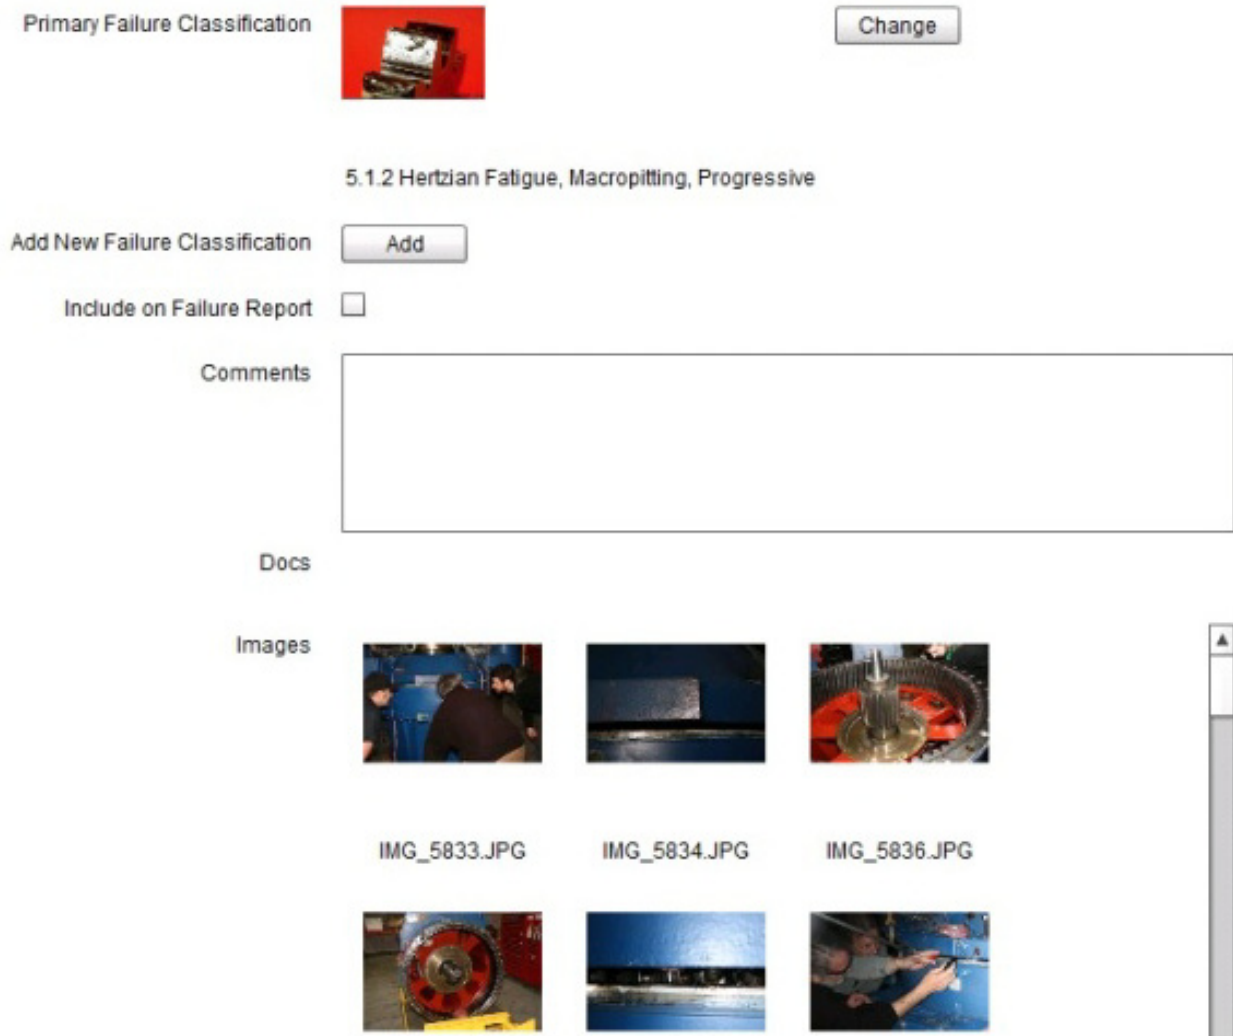 Primary Failure Classification
Change
5.1.2 Hertzian Fatigue, Macropitting, Progressive
Add New Failure Classification
Add
Include on Failure Report
Comments
Docs
Images
IMG_5833.JPG
IMG_5834.JPG
IMG_5836.JPG